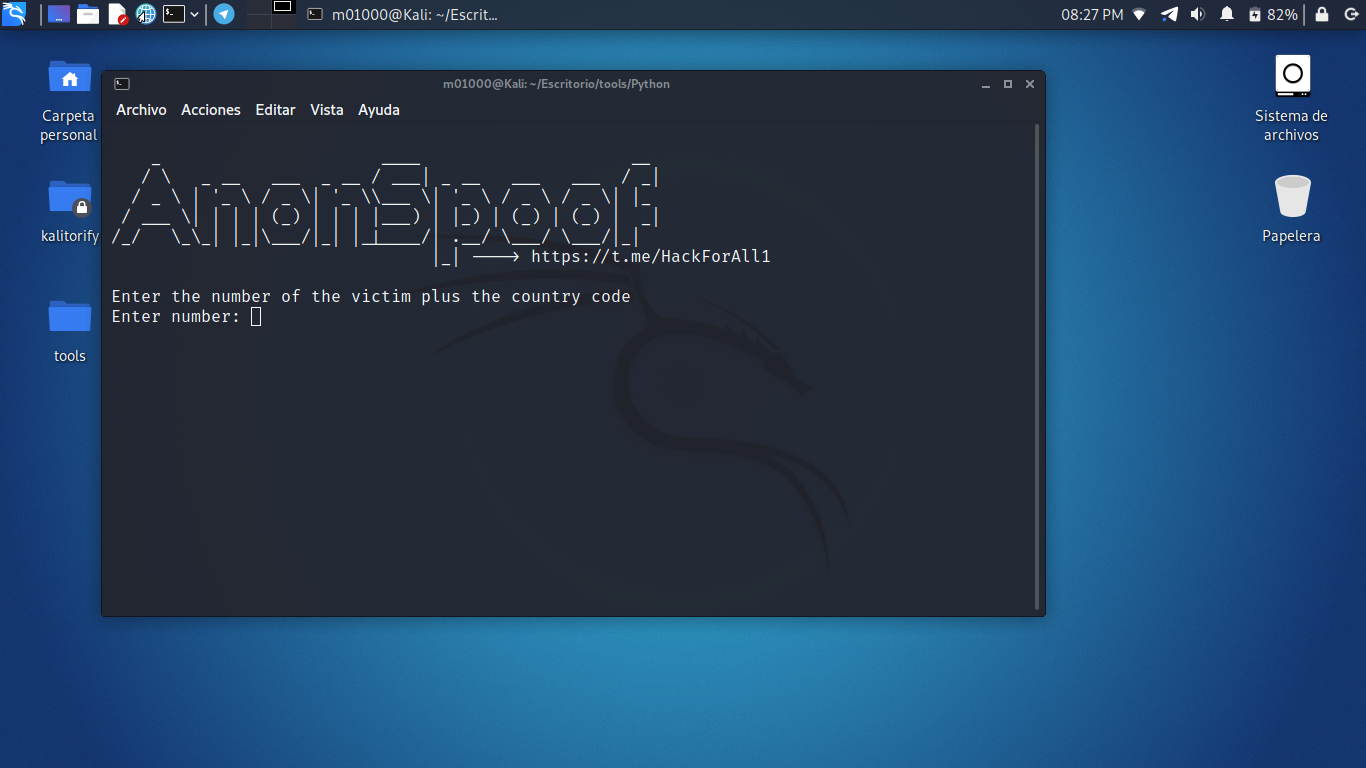 m01000@Kali: ~/Escrit...
08:27 PM
82%
m01000@Kali: ~/Escritorio/tools/Python
Archivo Acciones Editar Vista Ayuda
Carpeta
personal
kalitorify
tools
Sistema de
archivos
Papelera
AnonSpoof
----> https://t.me/HackForAll1
Enter the number of the victim plus the country code
Enter number: